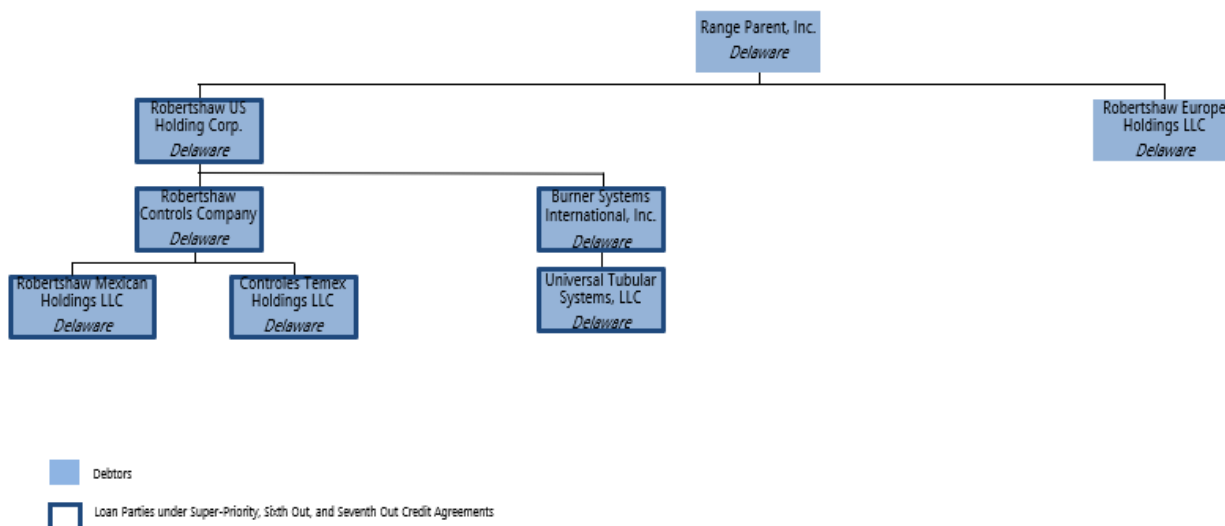 Range Parent, Inc.
Delaware
Robertshaw US
Holding Corp.
Delaware
Robertshaw Europe
Holdings LLC
Delaware
Robertshaw
Controls Company
Delaware
Burner Systems
International, Inc.
Delaware
Robertshaw Mexican
Holdings LLC
Delaware
Controles Temex
Holdings LLC
Delaware
Universal Tubular
Systems, LLC
Delaware
Debtors
Loan Parties under Super-Priority, Sixth Out, and Seventh Out Credit Agreements